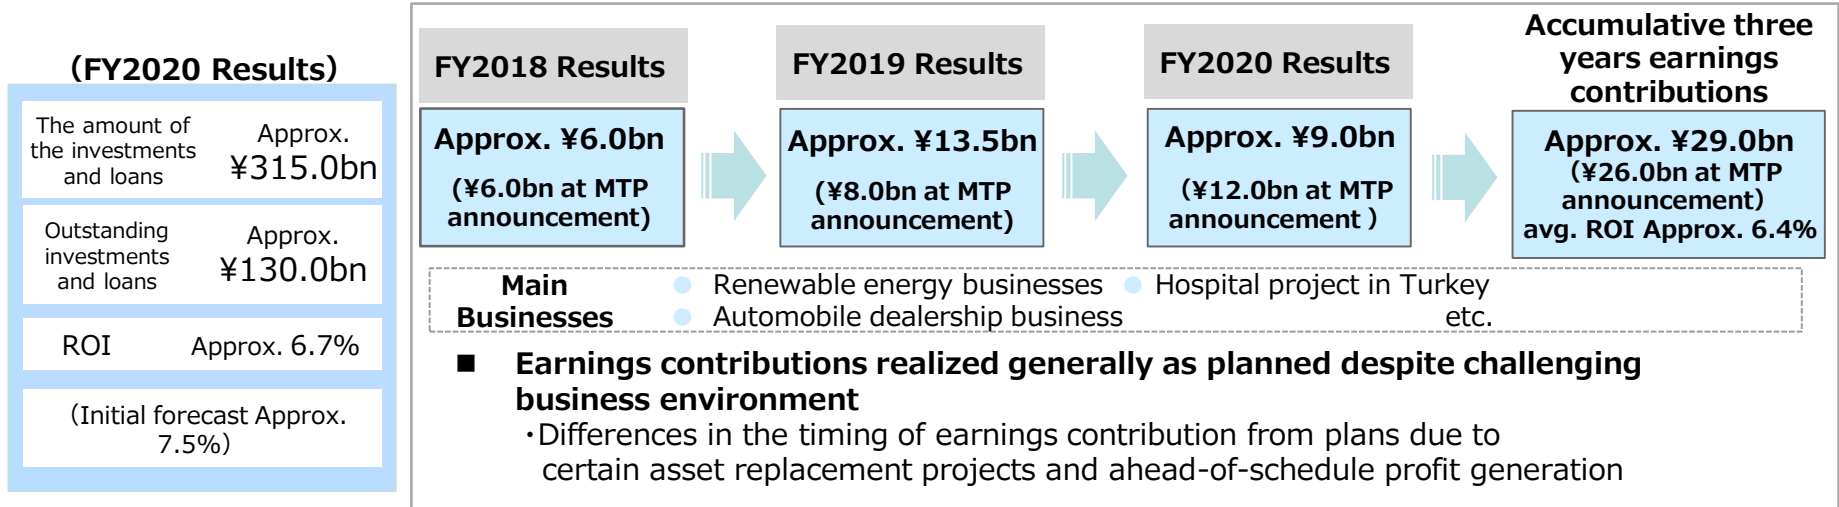 (FY2020 Results)
The amount of
the investments
and loans
Approx.
¥315.0bn
Outstanding
investments
and loans
Approx.
¥130.0bn
ROI
Approx. 6.7%
(Initial forecast Approx.
7.5%)
FY2018 Results
Approx. ¥6.0bn
(¥6.0bn at MTP
announcement)
FY2019 Results
Approx. ¥13.5bn
(¥8.0bn at MTP
announcement)
FY2020 Results
Approx. ¥9.0bn
(¥12.0bn at MTP
announcement )
Accumulative three
years earnings
contributions
Approx. ¥29.0bn
(¥26.0bn at MTP
announcement)
avg. ROI Approx. 6.4%
Main
Businesses
● Renewable energy businesses ● Hospital project in Turkey
● Automobile dealership business etc.
■ Earnings contributions realized generally as planned despite challenging
business environment
・Differences in the timing of earnings contribution from plans due to
certain asset replacement projects and ahead-of-schedule profit generation